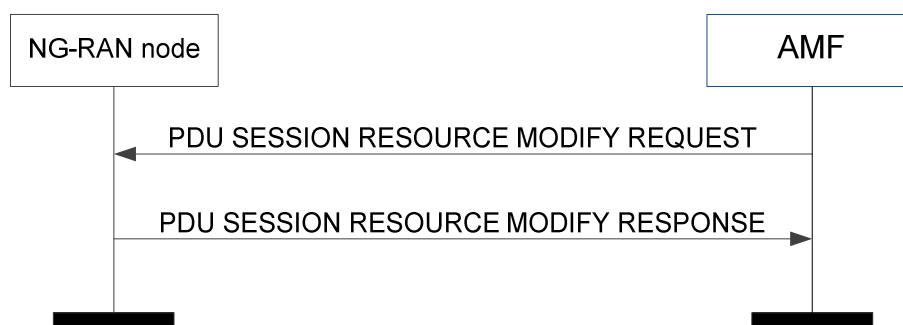 NG-RAN node
AMF
PDU SESSION RESOURCE MODIFY REQUEST
PDU SESSION RESOURCE MODIFY RESPONSE